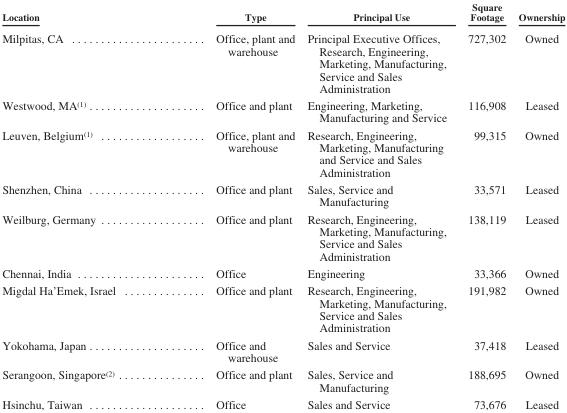 Location Type Principal Use Square Footage Ownership
Milpitas, CA ...................... Office, plant and Principal Executive Offices, 727,302 Owned
warehouse Research, Engineering,
Marketing, Manufacturing,
Service and Sales
Administration
Westwood, MA(1) .................... Office and plant Engineering, Marketing, 116,908 Leased
Manufacturing and Service
Leuven, Belgium(1) .................. Office, plant and Research, Engineering, 99,315 Owned
warehouse Marketing, Manufacturing
and Service and Sales
Administration
Shenzhen, China .................... Office and plant Sales, Service and 33,571 Leased
Manufacturing
Weilburg, Germany .................. Office and plant Research, Engineering, 138,119 Leased
Marketing, Manufacturing,
Service and Sales
Administration
Chennai, India ...................... Office Engineering 33,366 Owned
Migdal Ha’Emek, Israel .............. Office and plant Research, Engineering, 191,982 Owned
Marketing, Manufacturing,
Service and Sales
Administration
Yokohama, Japan .................... Office and Sales and Service 37,418 Leased
warehouse
Serangoon, Singapore(2) ............... Office and plant Sales, Service and 188,695 Owned
Manufacturing
Hsinchu, Taiwan .................... Office Sales and Service 73,676 Leased